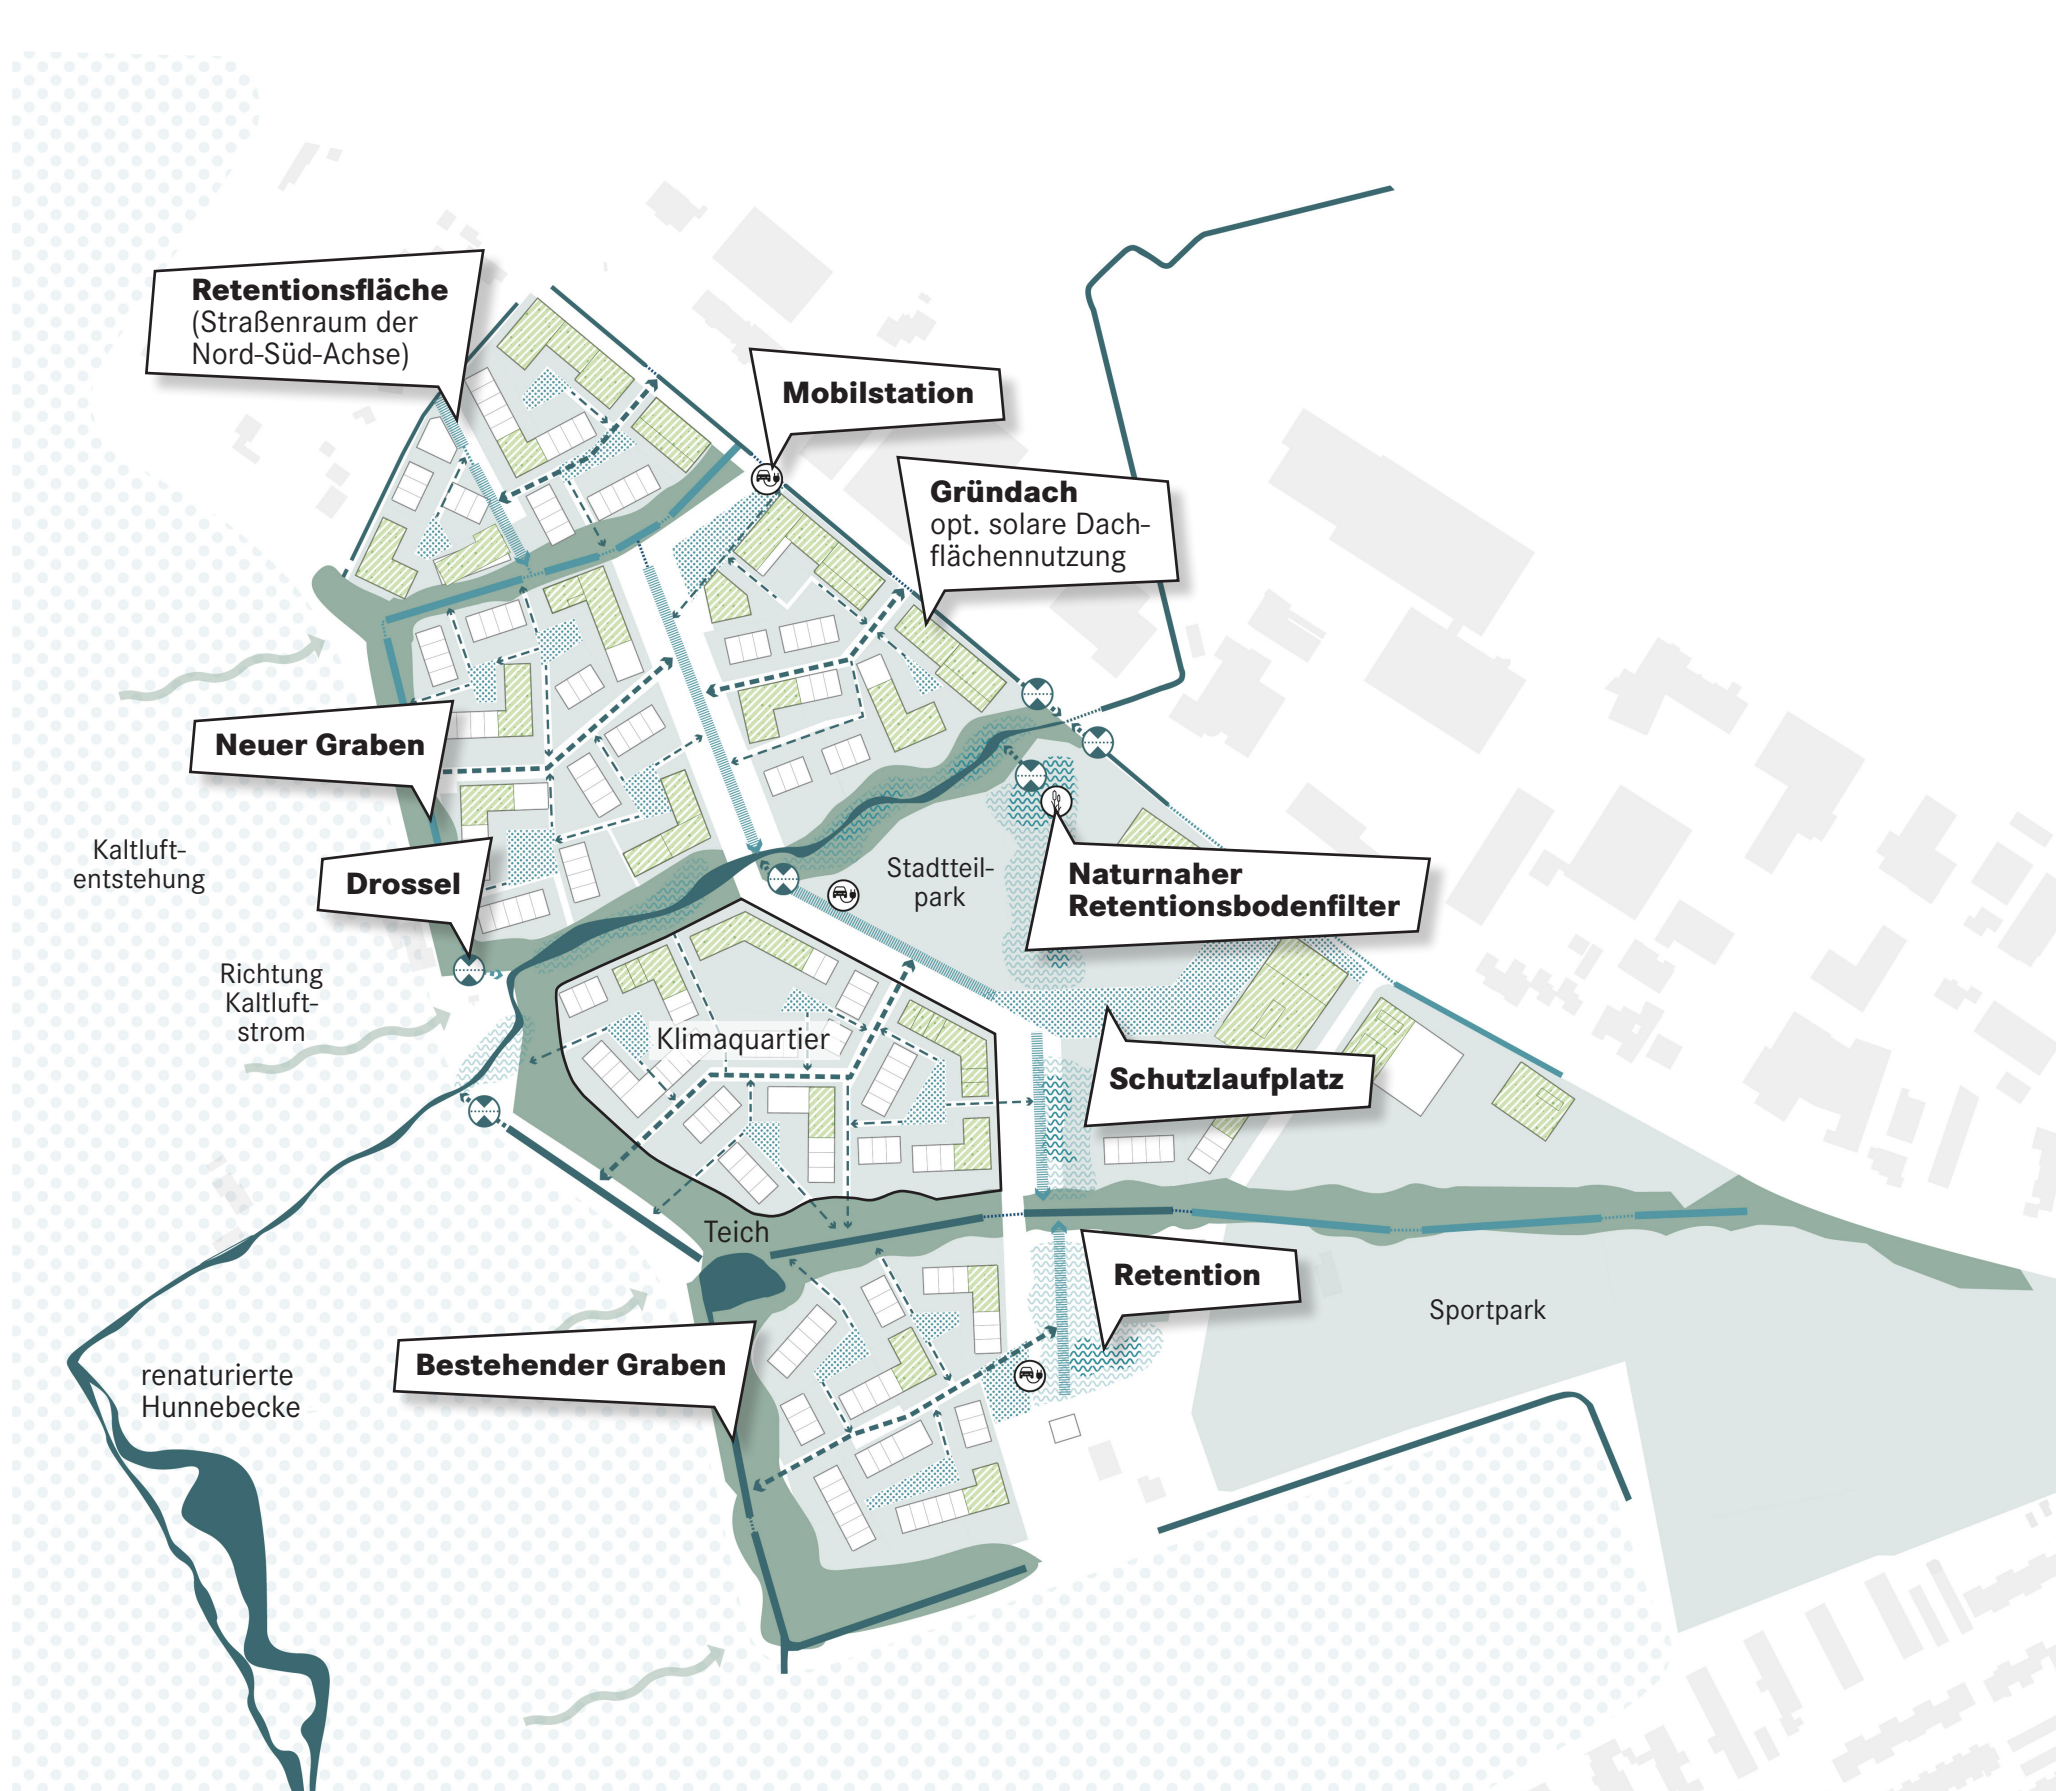 Retentionsfläche
(Straßenraum der
Nord-Süd-Achse)
Mobilstation
Gründach
opt. solare Dach-
flächennutzung
Neuer Graben
Kaltluft-
entstehung
Drossel
Stadtteil-
park
Naturnaher
Retentionsbodenfilter
Richtung
Kaltluft-
strom
Klimaquartier
Schutzlaufplatz
Teich
Retention
Sportpark
Bestehender Graben
renaturierte
Hunnebecke